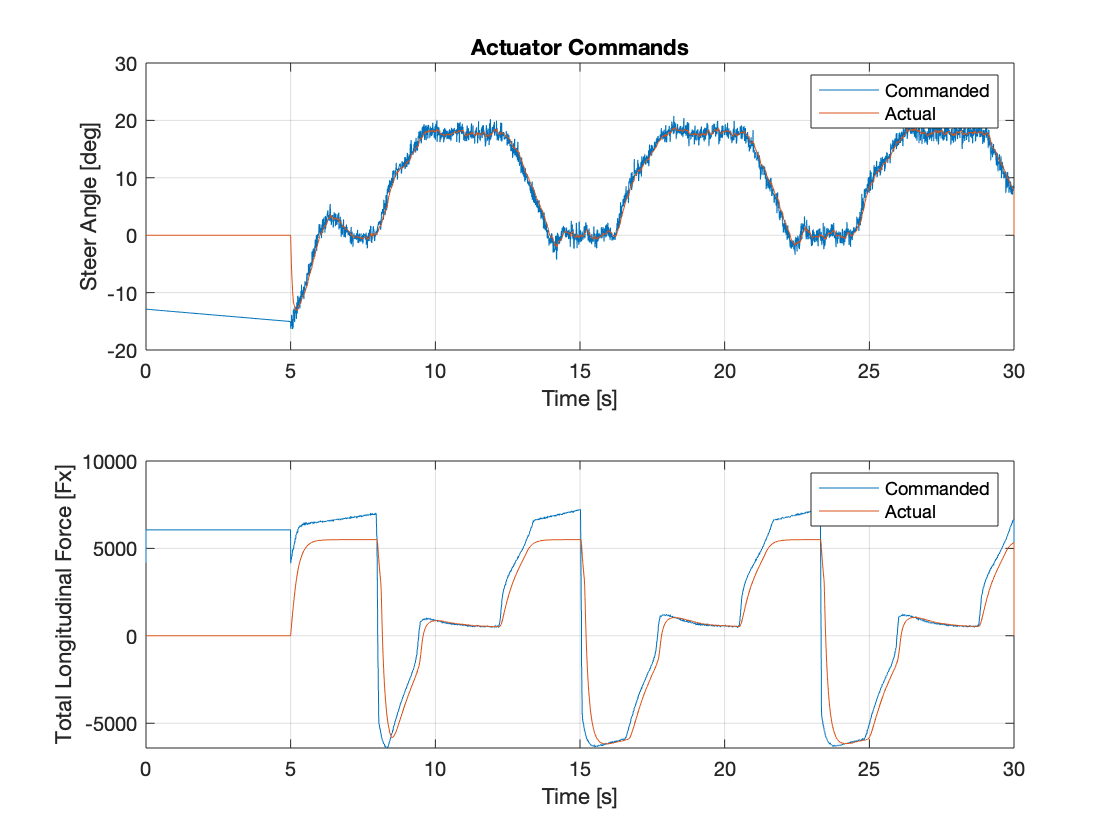 Actuator Commands
30
20
10
0
-10
-20
Steer Angle [deg]
Commanded
Actual
0
5
10
15
20
25
30
Time [s]
10000
5000
0
-5000
Total Longitudinal Force [Fx]
Commanded
Actual
0
5
10
15
20
25
30
Time [s]